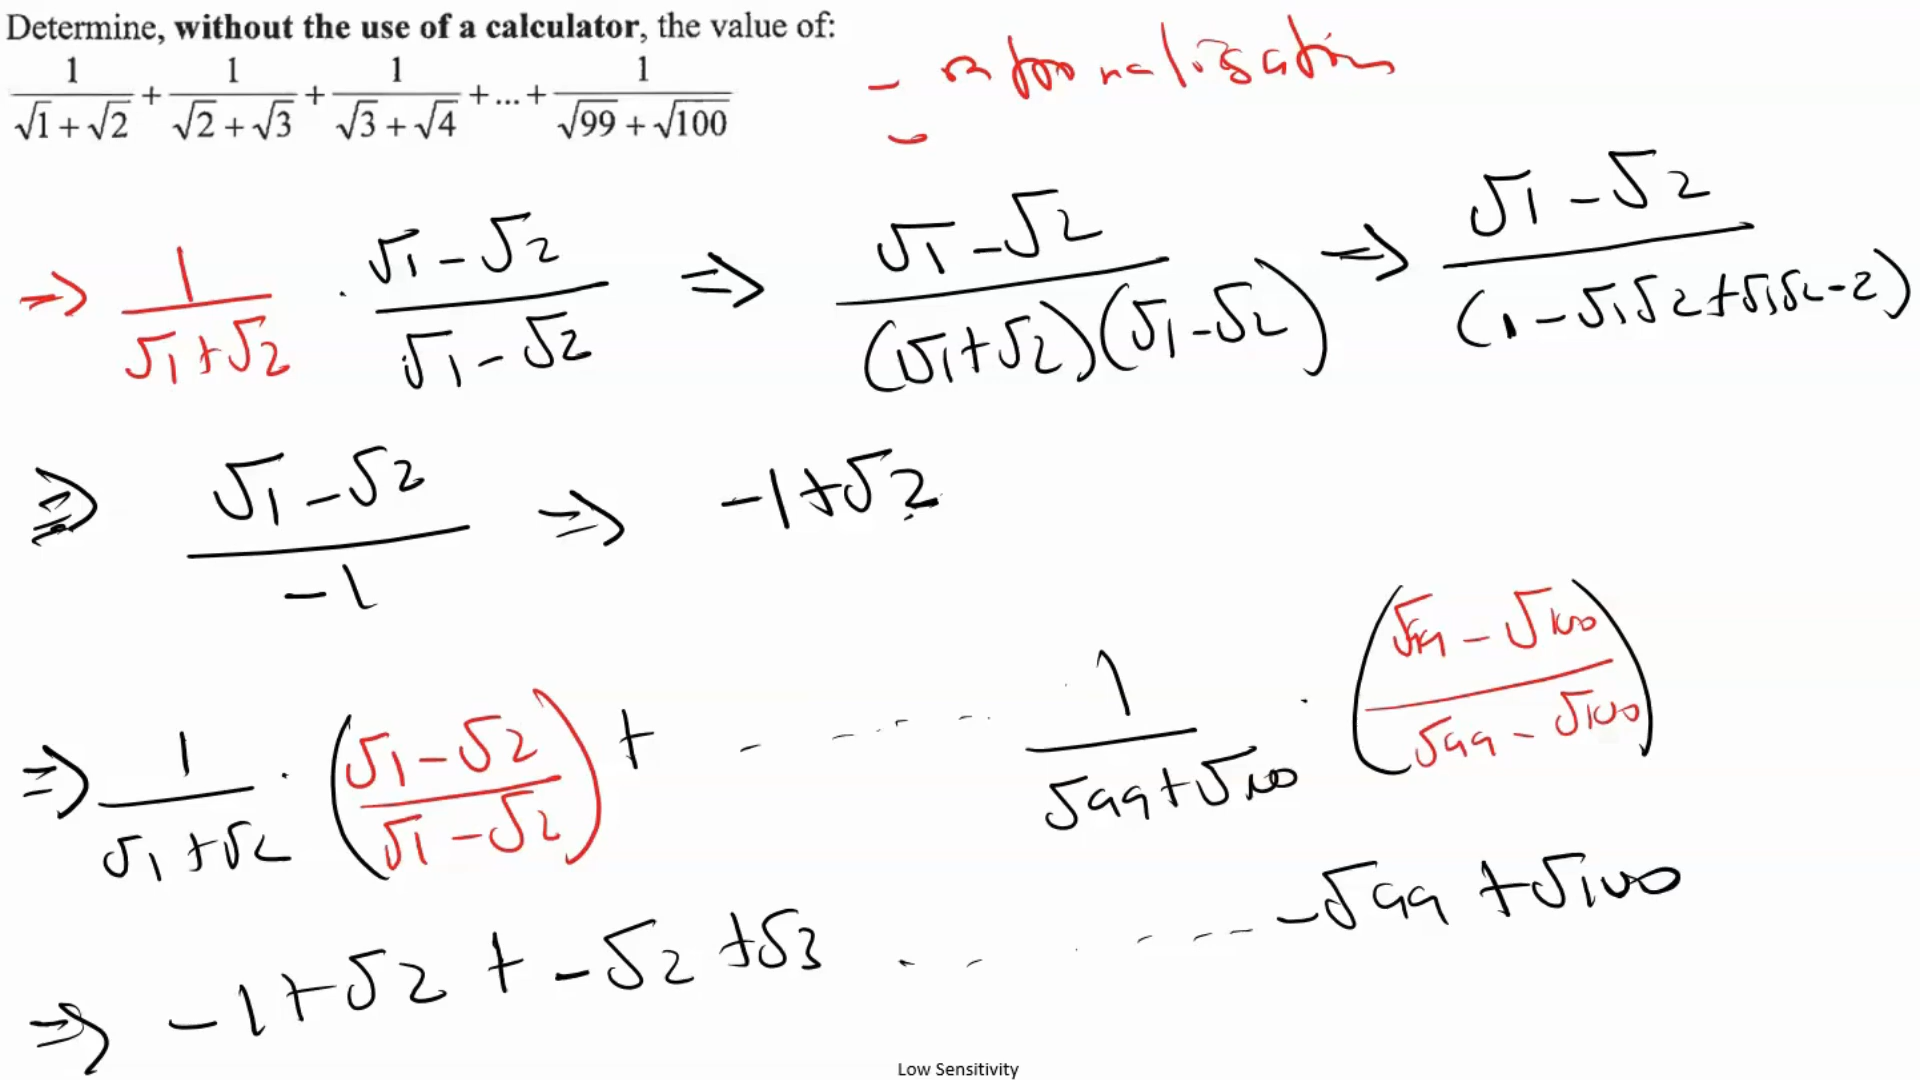 Determine, without the use of a calculator, the value of:
1/(√1+√2) + 1/(√2+√3) + 1/(√3+√4) + ... + 1/(√99+√100)
- rationalization
-
⇒ 1/(√1+√2) · (√1-√2)/(√1-√2) ⇒ (√1-√2)/((√1+√2)(√1-√2)) ⇒ (√1-√2)/(1-√1√2+√1√2-2)
⇒ (√1-√2)/(-1) ⇒ -1+√2
⇒ 1/(√1+√2) · ((√1-√2)/(√1-√2)) + - - - - - 1/(√99+√100) · ((√99-√100)/(√99-√100))
⇒ -1+√2 + -√2+√3 - - - - - -√99+√100
Low Sensitivity